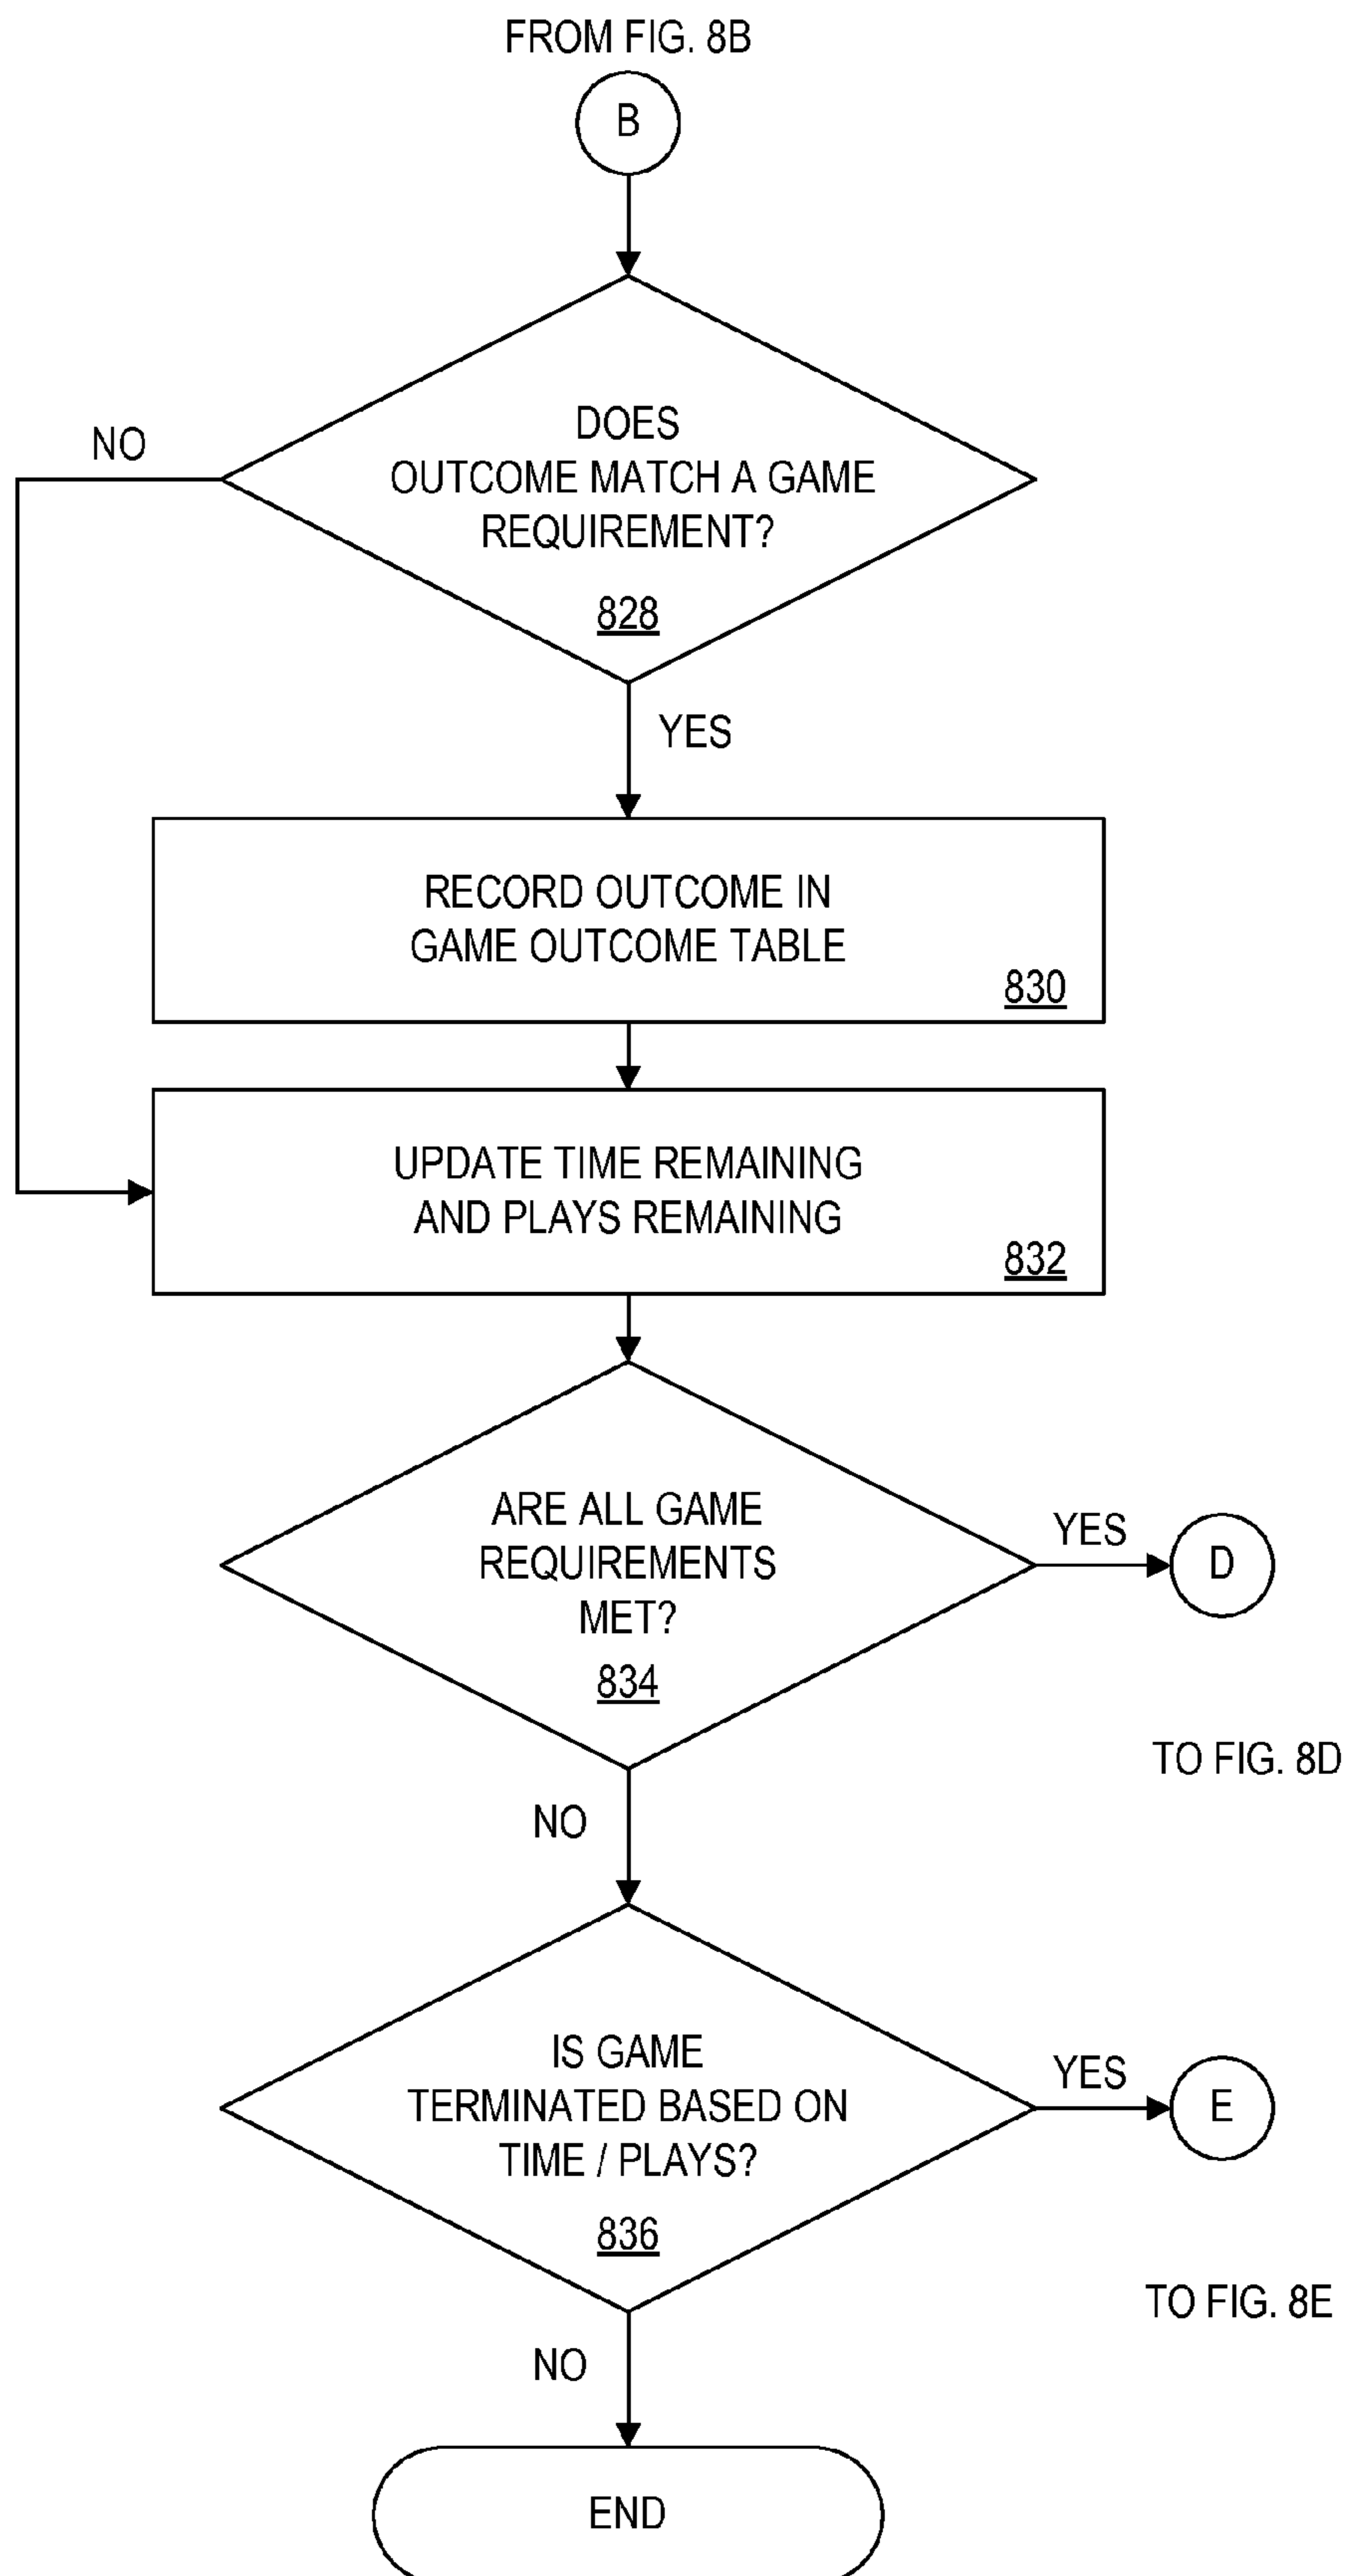 FROM FIG. 8B
B
DOES
OUTCOME MATCH A GAME
REQUIREMENT?
828
NO
YES
RECORD OUTCOME IN
GAME OUTCOME TABLE
830
UPDATE TIME REMAINING
AND PLAYS REMAINING
832
ARE ALL GAME
REQUIREMENTS
MET?
834
YES
D
TO FIG. 8D
NO
IS GAME
TERMINATED BASED ON
TIME / PLAYS?
836
YES
E
TO FIG. 8E
NO
END